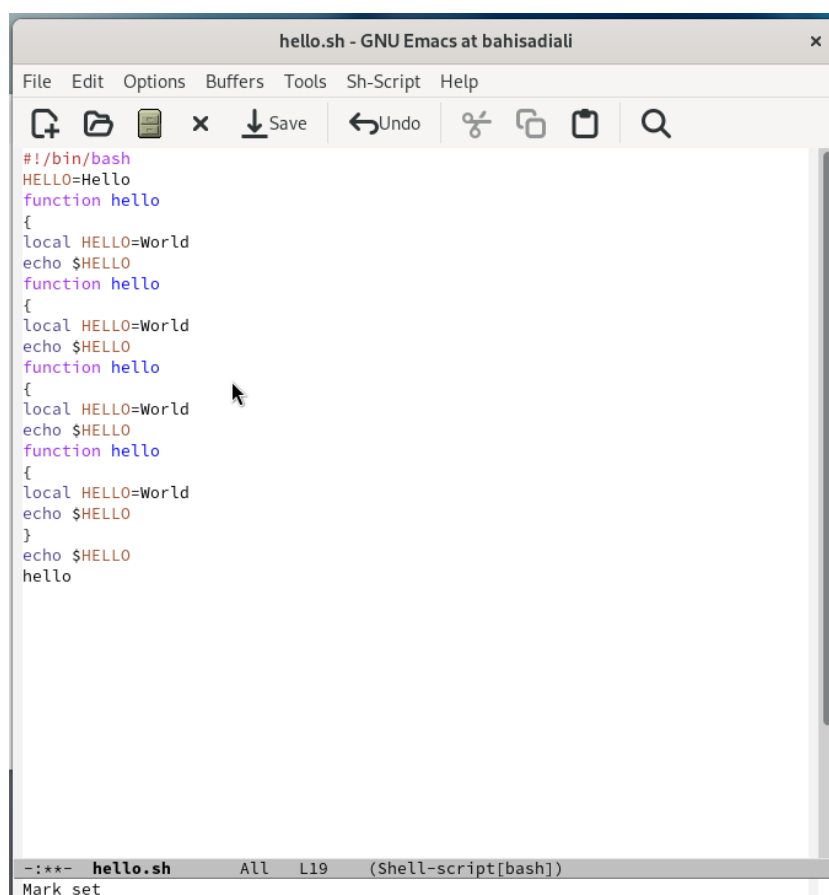 hello.sh - GNU Emacs at bahisadiali
File Edit Options Buffers Tools Sh-Script Help
Save Undo
#!/bin/bash
HELLO=Hello
function hello
{
local HELLO=World
echo $HELLO
function hello
{
local HELLO=World
echo $HELLO
function hello
{
local HELLO=World
echo $HELLO
function hello
{
local HELLO=World
echo $HELLO
}
echo $HELLO
hello
-:**- hello.sh All L19 (Shell-script[bash])
Mark set